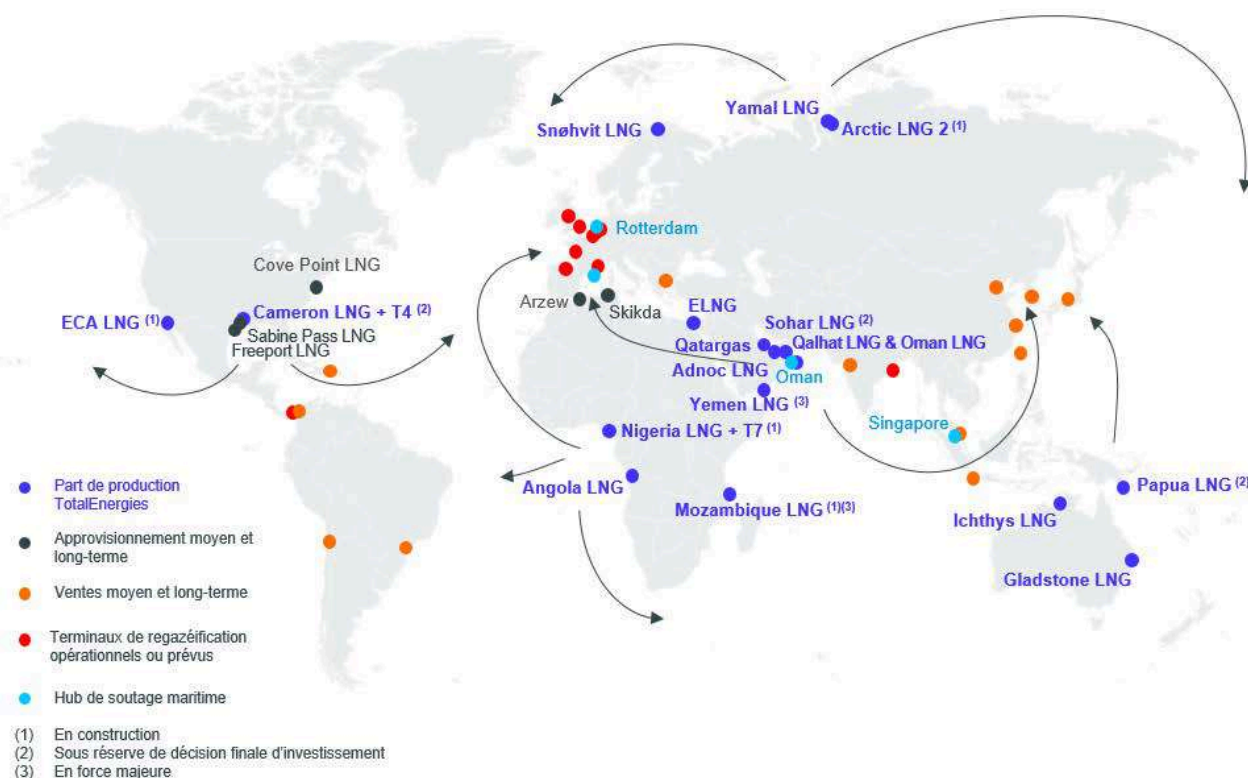 Yamal LNG
Snøhvit LNG
Arctic LNG 2 (1)
Rotterdam
Cove Point LNG
Arzew
Skikda
ELNG
ECA LNG (1)
Cameron LNG + T4 (2)
Sabine Pass LNG
Freeport LNG
Sohar LNG (2)
Qatargas
Qalhat LNG & Oman LNG
Adnoc LNG
Oman
Yemen LNG (3)
Singapore
Nigeria LNG + T7 (1)
Angola LNG
Mozambique LNG (1)(3)
Papua LNG (2)
Ichthys LNG
Gladstone LNG
Part de production
TotalEnergies
Approvisionnement moyen et
long-terme
Ventes moyen et long-terme
Terminaux de regazéification
opérationnels ou prévus
Hub de soutage maritime
(1) En construction
(2) Sous réserve de décision finale d'investissement
(3) En force majeure